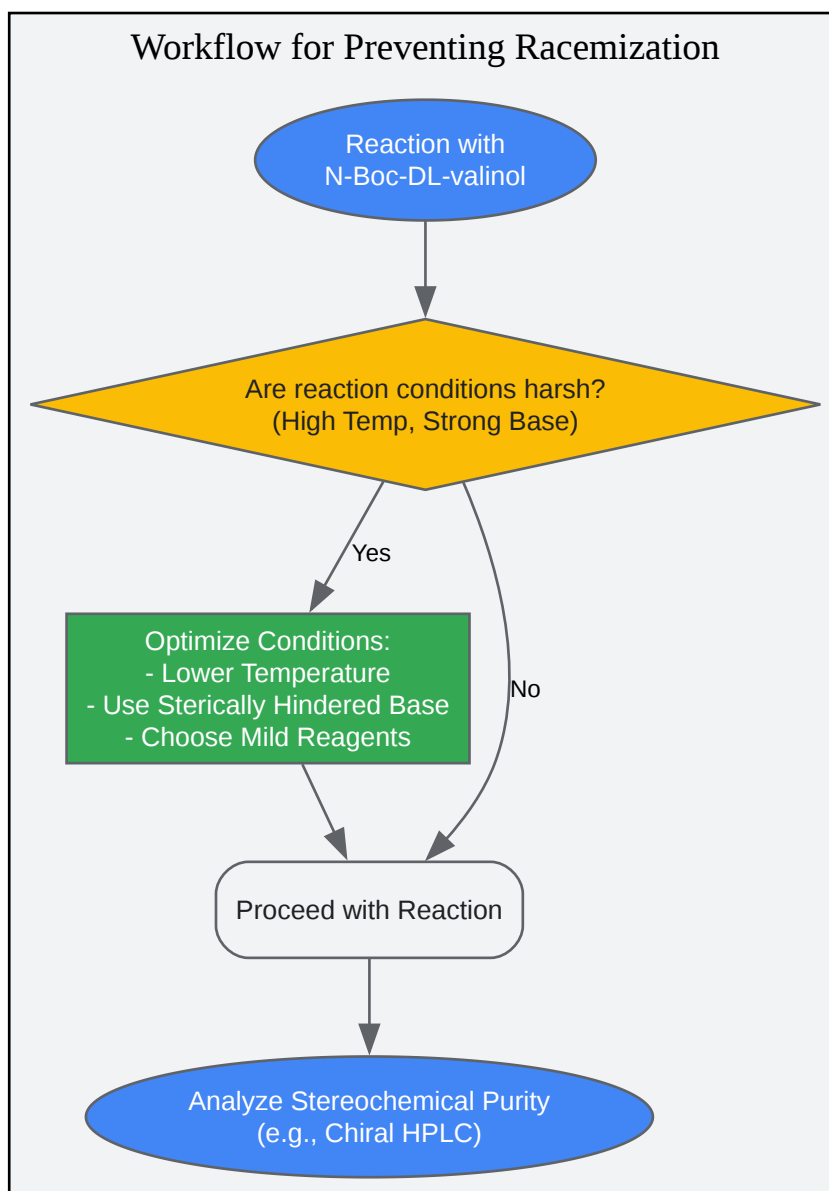 Workflow for Preventing Racemization
Reaction with
N-Boc-DL-valinol
Are reaction conditions harsh?
(High Temp, Strong Base)
Yes
Optimize Conditions:
- Lower Temperature
- Use Sterically Hindered Base
- Choose Mild Reagents
No
Proceed with Reaction
Analyze Stereochemical Purity
(e.g., Chiral HPLC)